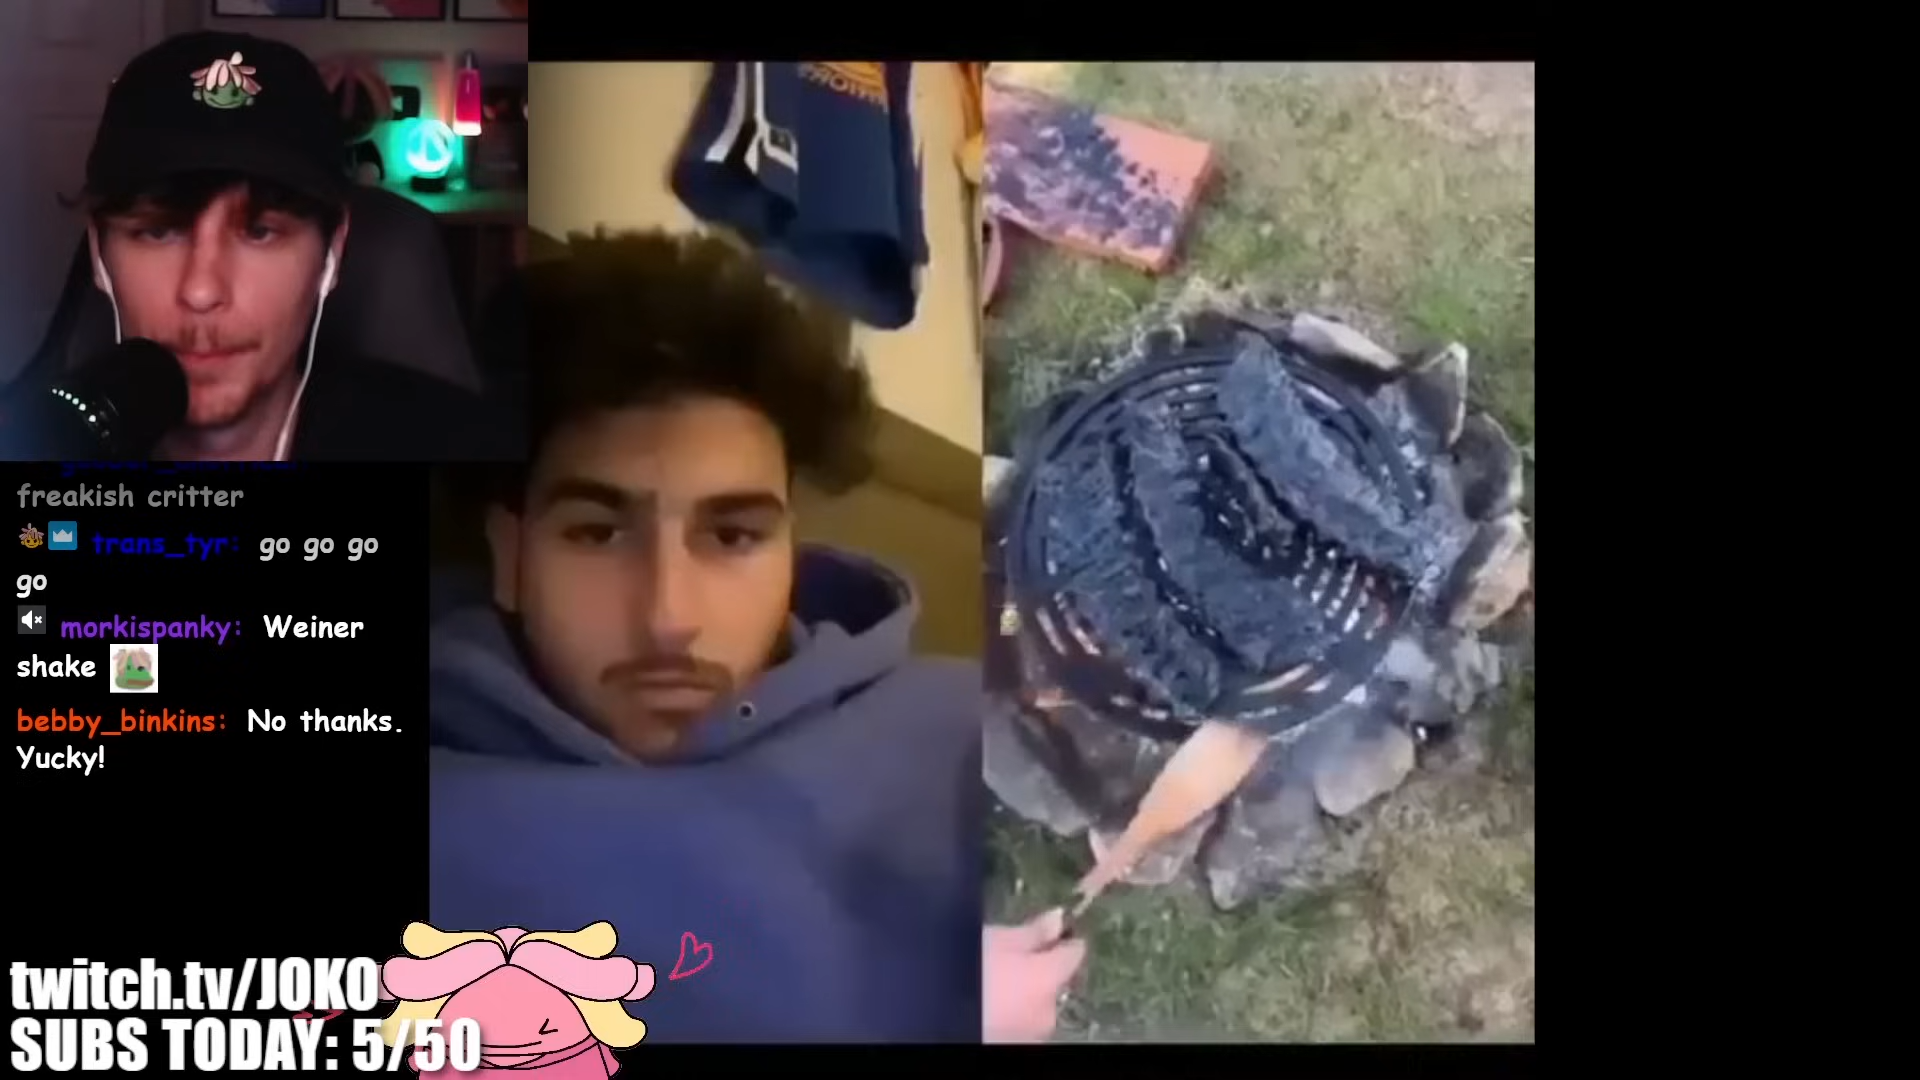 freakish critter
trans_tyr: go go go
go
morkispanky: Weiner
shake
bebby_binkins: No thanks.
Yucky!
twitch.tv/JOKO
SUBS TODAY: 5/50